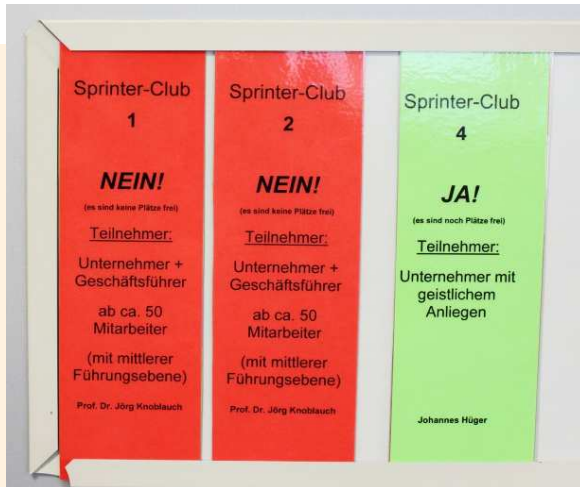 Sprinter-Club
1
NEIN!
(es sind keine Plätze frei)
Teilnehmer:
Unternehmer +
Geschäftsführer
ab ca. 50
Mitarbeiter
(mit mittlerer
Führungsebene)
Prof. Dr. Jörg Knoblauch
Sprinter-Club
2
NEIN!
(es sind keine Plätze frei)
Teilnehmer:
Unternehmer +
Geschäftsführer
ab ca. 50
Mitarbeiter
(mit mittlerer
Führungsebene)
Prof. Dr. Jörg Knoblauch
Sprinter-Club
4
JA!
(es sind noch Plätze frei)
Teilnehmer:
Unternehmer mit
geistlichem
Anliegen
Johannes Hüger